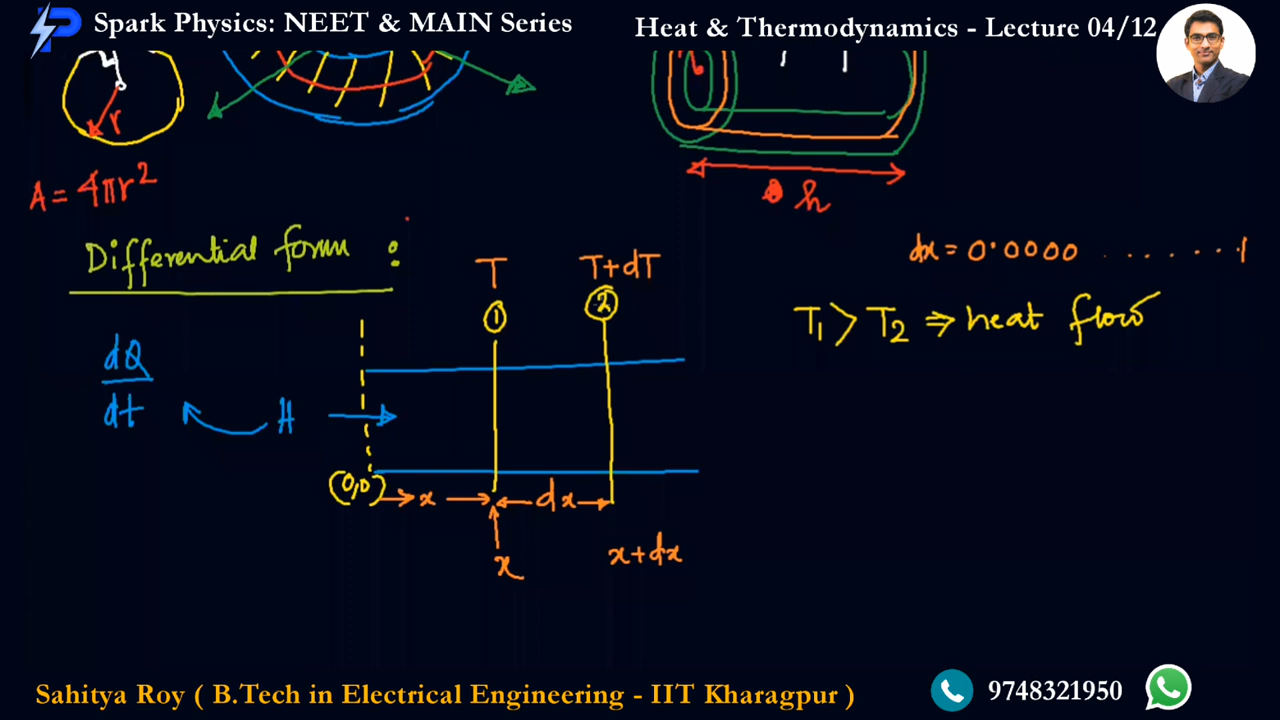 Spark Physics: NEET & MAIN Series
Heat & Thermodynamics - Lecture 04/12
r
A = 4πr²
h
Differential form :
T
T+dT
dx = 0.0000 .......1
①
②
T₁ > T₂ ⇒ heat flow
dQ
dt
H
(0,0)
x
dx
x
x+dx
Sahitya Roy ( B.Tech in Electrical Engineering - IIT Kharagpur )
9748321950